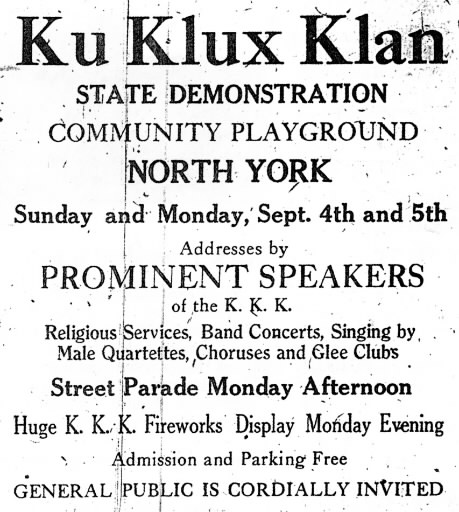 Ku Klux Klan
STATE DEMONSTRATION
COMMUNITY PLAYGROUND
NORTH YORK
Sunday and Monday, Sept. 4th and 5th
Addresses by
PROMINENT SPEAKERS
of the K. K. K.
Religious Services, Band Concerts, Singing by
Male Quartettes, Choruses and Glee Clubs
Street Parade Monday Afternoon
Huge K. K. K. Fireworks Display Monday Evening
Admission and Parking Free
GENERAL PUBLIC IS CORDIALLY INVITED